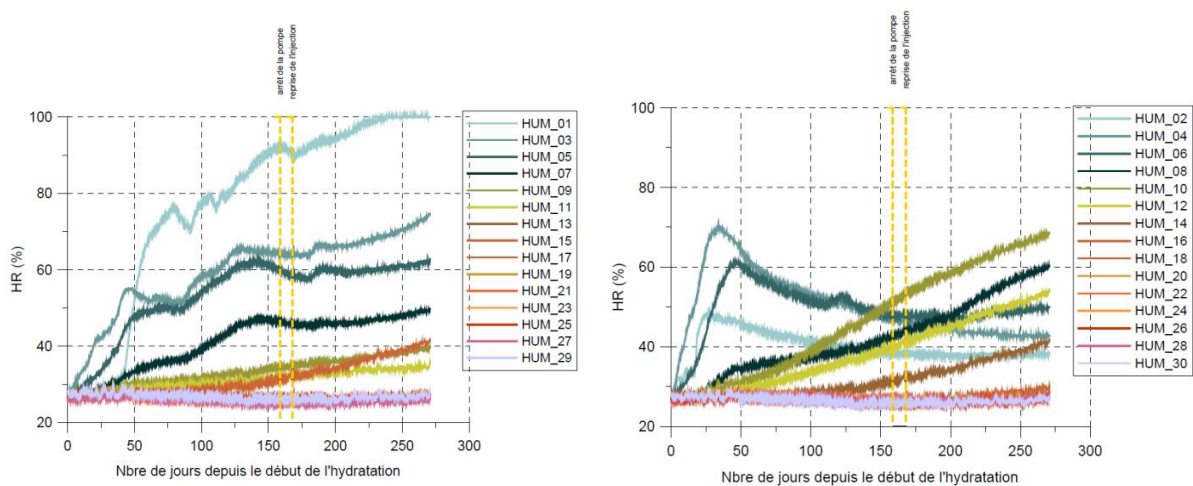 arrêt de la pompe
reprise de l'injection
100
80
60
40
20
HR (%)
0
50
100
150
200
250
300
Nbre de jours depuis le début de l'hydratation
HUM_01
HUM_03
HUM_05
HUM_07
HUM_09
HUM_11
HUM_13
HUM_15
HUM_17
HUM_19
HUM_21
HUM_23
HUM_25
HUM_27
HUM_29
arrêt de la pompe
reprise de l'injection
100
80
60
40
20
HR (%)
0
50
100
150
200
250
300
Nbre de jours depuis le début de l'hydratation
HUM_02
HUM_04
HUM_06
HUM_08
HUM_10
HUM_12
HUM_14
HUM_16
HUM_18
HUM_20
HUM_22
HUM_24
HUM_26
HUM_28
HUM_30